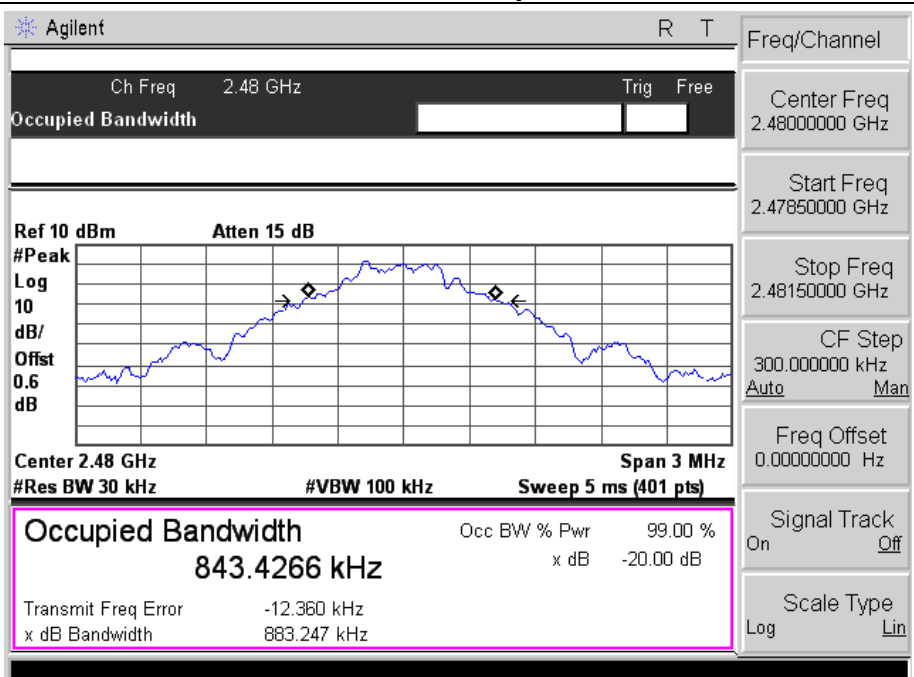 Agilent R T
Ch Freq 2.48 GHz Trig Free
Occupied Bandwidth
Ref 10 dBm Atten 15 dB
#Peak
Log
10
dB/
Offst
0.6
dB
Center 2.48 GHz Span 3 MHz
#Res BW 30 kHz #VBW 100 kHz Sweep 5 ms (401 pts)
Occupied Bandwidth
843.4266 kHz
Occ BW % Pwr 99.00 %
x dB -20.00 dB
Transmit Freq Error -12.360 kHz
x dB Bandwidth 883.247 kHz
Freq/Channel
Center Freq
2.48000000 GHz
Start Freq
2.47850000 GHz
Stop Freq
2.48150000 GHz
CF Step
300.000000 kHz
Auto Man
Freq Offset
0.00000000 Hz
Signal Track
On Off
Scale Type
Log Lin